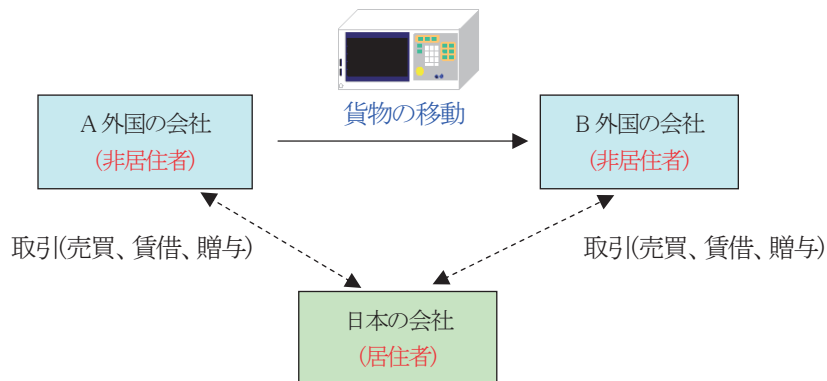 貨物の移動
A 外国の会社
(非居住者)
B 外国の会社
(非居住者)
取引(売買、賃借、贈与)
取引(売買、賃借、贈与)
日本の会社
(居住者)